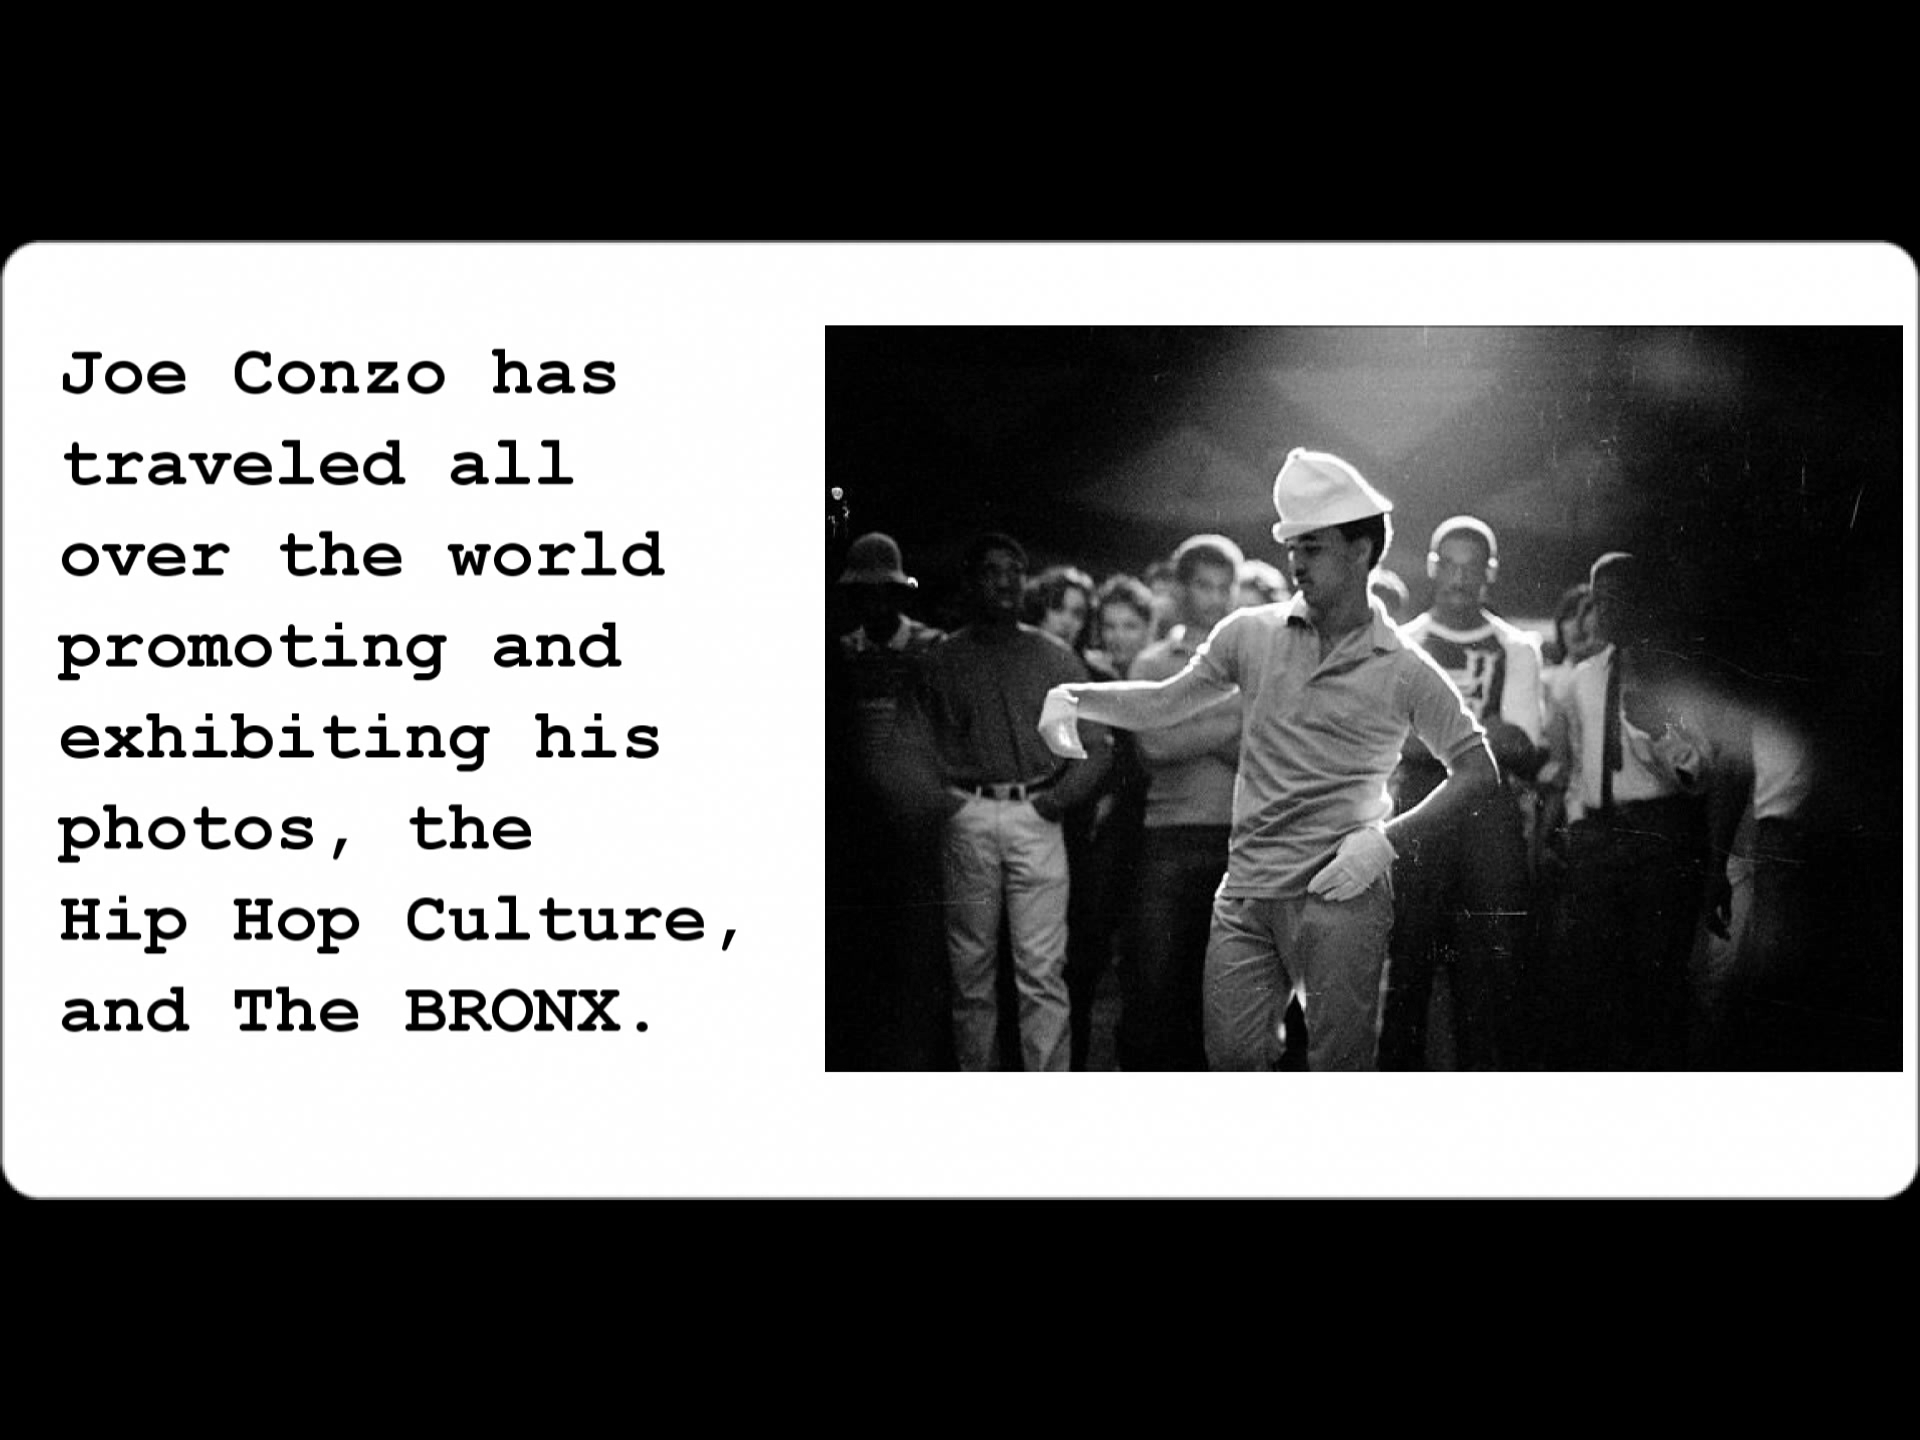 Joe Conzo has
traveled all
over the world
promoting and
exhibiting his
photos, the
Hip Hop Culture,
and The BRONX.